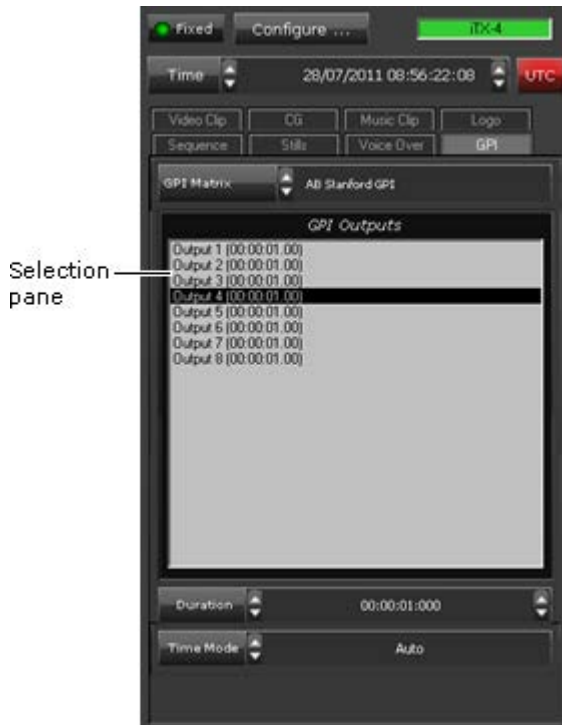 Fixed Configure ... iTX-4
Time 28/07/2011 08:56:22:08 UTC
Video Clip CG Music Clip Logo
Sequence Stills Voice Over GPI
GPI Matrix AB Stanford GPI
GPI Outputs
Output 1 (00:00:01.00)
Output 2 (00:00:01.00)
Output 3 (00:00:01.00)
Output 4 (00:00:01.00)
Output 5 (00:00:01.00)
Output 6 (00:00:01.00)
Output 7 (00:00:01.00)
Output 8 (00:00:01.00)
Selection
pane
Duration 00:00:01:000
Time Mode Auto